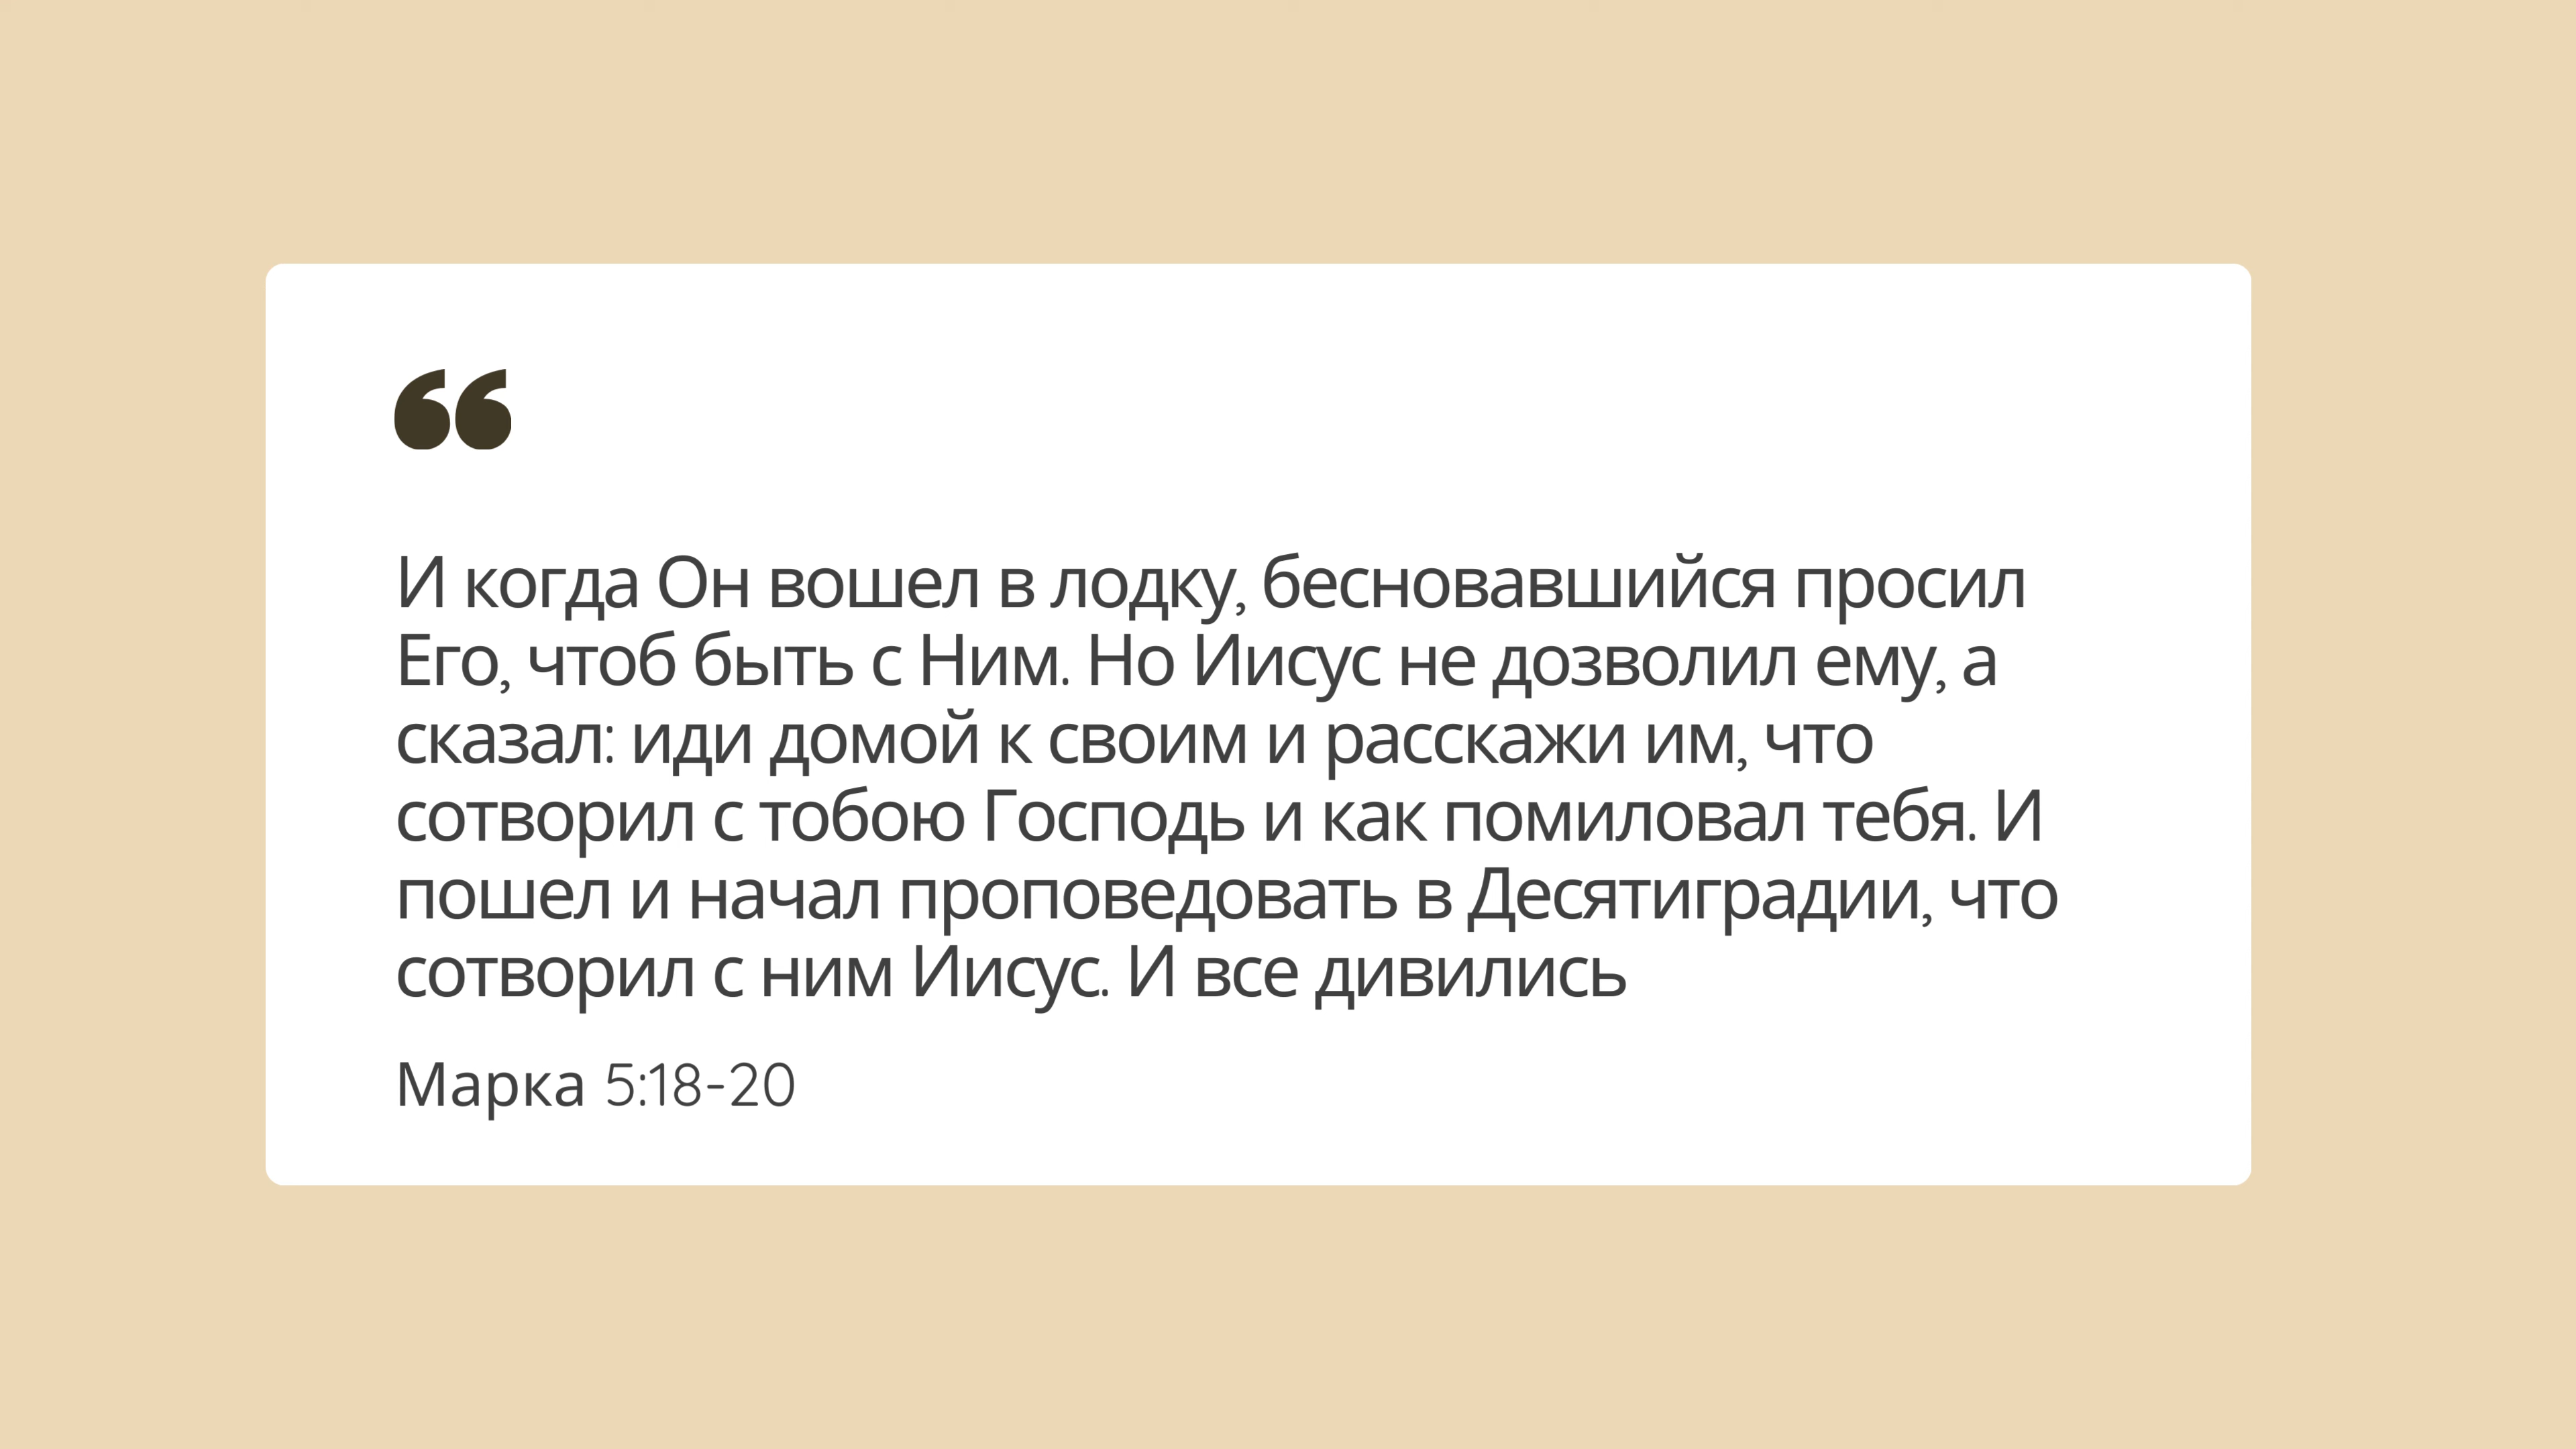 “
И когда Он вошел в лодку, бесновавшийся просил
Его, чтоб быть с Ним. Но Иисус не дозволил ему, а
сказал: иди домой к своим и расскажи им, что
сотворил с тобою Господь и как помиловал тебя. И
пошел и начал проповедовать в Десятиградии, что
сотворил с ним Иисус. И все дивились
Марка 5:18-20